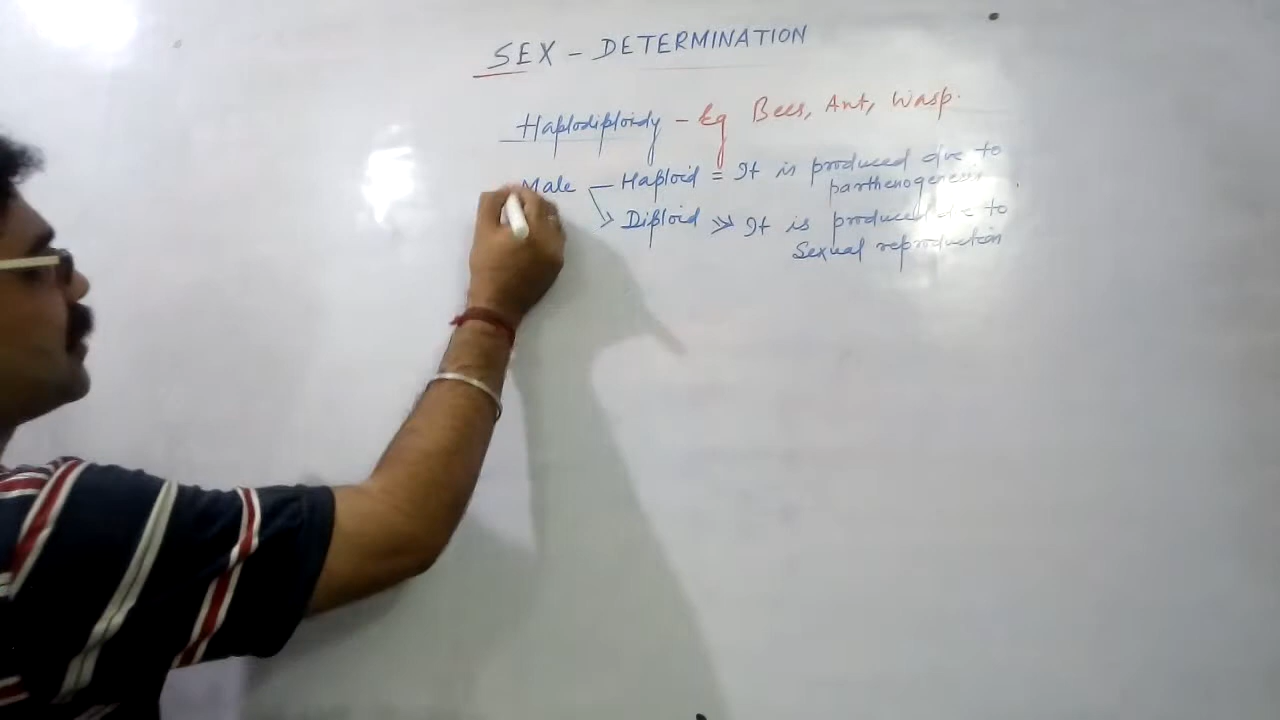 SEX - DETERMINATION
Haplodiploidy - Eg Bees, Ant, Wasp.
Male - Haploid = It is produced due to
parthenogenesis
Diploid => It is produced due to
Sexual reproduction